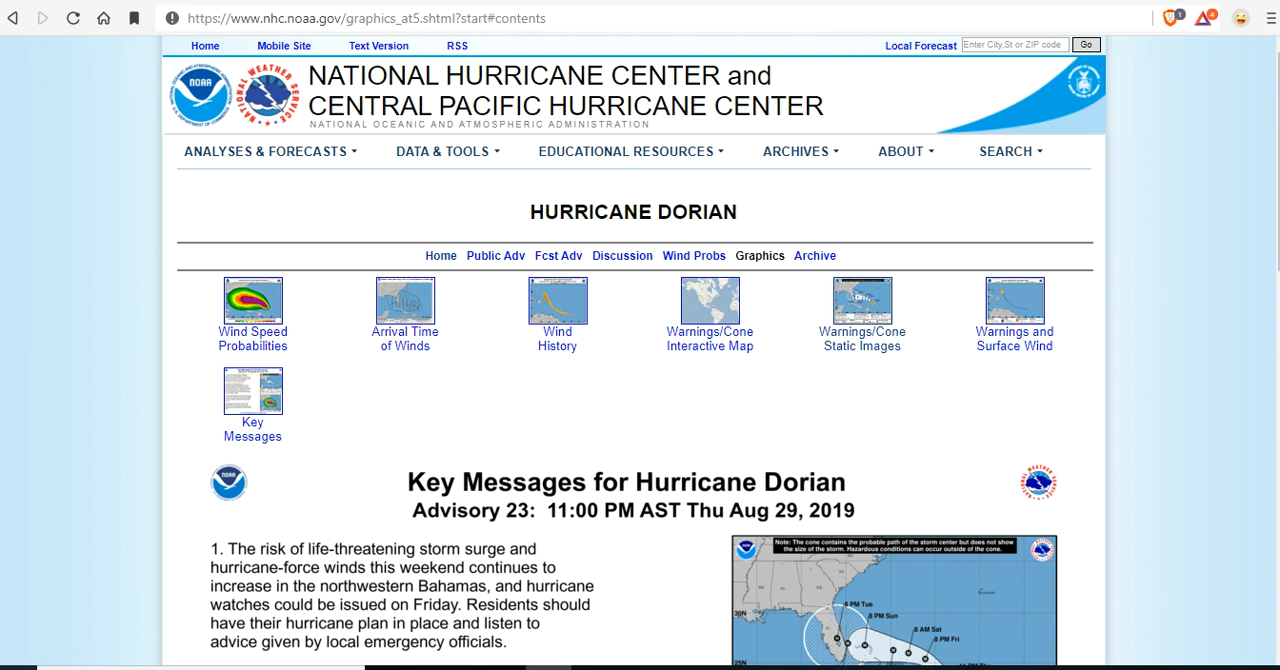 https://www.nhc.noaa.gov/graphics_at5.shtml?start#contents
1
4
Home Mobile Site Text Version RSS Local Forecast Enter City,St or ZIP code Go
NOAA
NATIONAL WEATHER SERVICE
NATIONAL HURRICANE CENTER and
CENTRAL PACIFIC HURRICANE CENTER
NATIONAL OCEANIC AND ATMOSPHERIC ADMINISTRATION
ANALYSES & FORECASTS DATA & TOOLS EDUCATIONAL RESOURCES ARCHIVES ABOUT SEARCH
HURRICANE DORIAN
Home Public Adv Fcst Adv Discussion Wind Probs Graphics Archive
Wind Speed Arrival Time Wind Warnings/Cone Warnings/Cone Warnings and
Probabilities of Winds History Interactive Map Static Images Surface Wind
Key
Messages
NOAA
Key Messages for Hurricane Dorian
Advisory 23: 11:00 PM AST Thu Aug 29, 2019
1. The risk of life-threatening storm surge and
hurricane-force winds this weekend continues to
increase in the northwestern Bahamas, and hurricane
watches could be issued on Friday. Residents should
have their hurricane plan in place and listen to
advice given by local emergency officials.
Note: The cone contains the probable path of the storm center but does not show
the size of the storm. Hazardous conditions can occur outside of the cone.
30N
8 PM Tue
8 PM Sun
8 AM Sat
8 PM Fri
25N